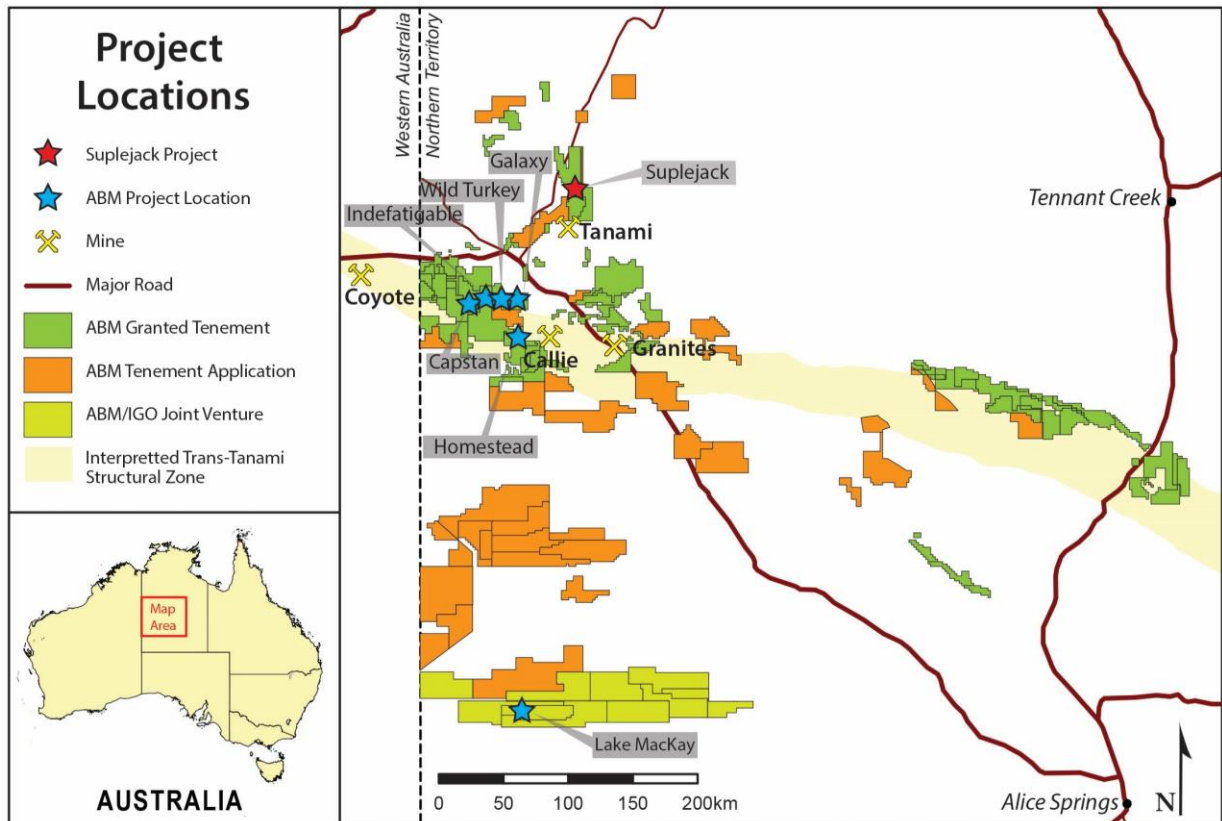 Project
Locations
Suplejack Project
ABM Project Location
Mine
Major Road
ABM Granted Tenement
ABM Tenement Application
ABM/IGO Joint Venture
Interpretted Trans-Tanami
Structural Zone
Map
Area
AUSTRALIA
Western Australia
Northern Territory
Galaxy
Suplejack
Wild Turkey
Tennant Creek
Indefatigable
Tanami
Coyote
Capstan
Callie
Granites
Homestead
Lake MacKay
0 50 100 150 200km
Alice Springs
N